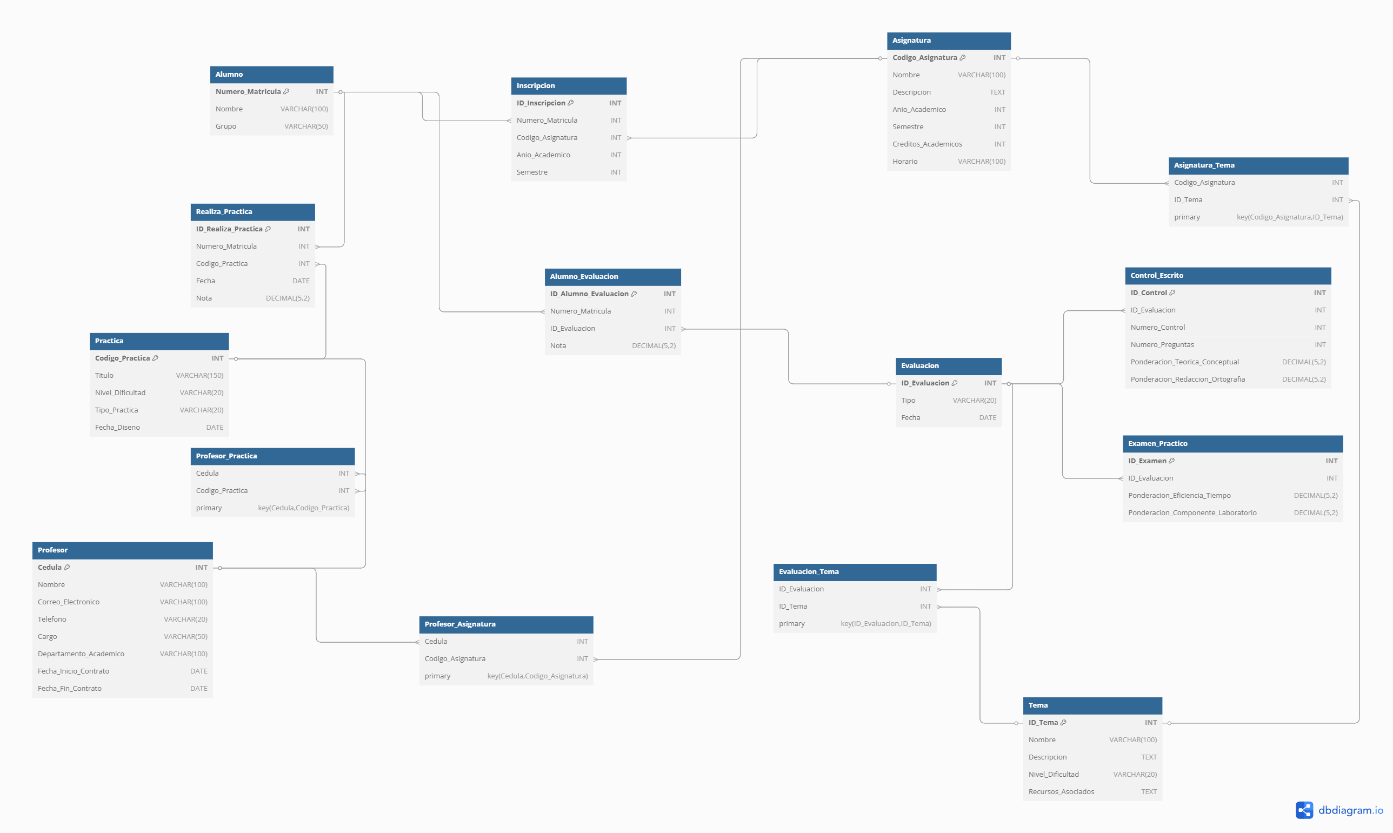 Alumno
Numero_Matricula INT
Nombre VARCHAR(100)
Grupo VARCHAR(50)
Inscripcion
ID_Inscripcion INT
Numero_Matricula INT
Codigo_Asignatura INT
Anio_Academico INT
Semestre INT
Asignatura
Codigo_Asignatura INT
Nombre VARCHAR(100)
Descripcion TEXT
Anio_Academico INT
Semestre INT
Creditos_Academicos INT
Horario VARCHAR(100)
Asignatura_Tema
Codigo_Asignatura INT
ID_Tema INT
primary key(Codigo_Asignatura,ID_Tema)
Realiza_Practica
ID_Realiza_Practica INT
Numero_Matricula INT
Codigo_Practica INT
Fecha DATE
Nota DECIMAL(5,2)
Alumno_Evaluacion
ID_Alumno_Evaluacion INT
Numero_Matricula INT
ID_Evaluacion INT
Nota DECIMAL(5,2)
Control_Escrito
ID_Control INT
ID_Evaluacion INT
Numero_Control INT
Numero_Preguntas INT
Ponderacion_Teorica_Conceptual DECIMAL(5,2)
Ponderacion_Redaccion_Ortografia DECIMAL(5,2)
Practica
Codigo_Practica INT
Titulo VARCHAR(150)
Nivel_Dificultad VARCHAR(20)
Tipo_Practica VARCHAR(20)
Fecha_Diseno DATE
Evaluacion
ID_Evaluacion INT
Tipo VARCHAR(20)
Fecha DATE
Examen_Practico
ID_Examen INT
ID_Evaluacion INT
Ponderacion_Eficiencia_Tiempo DECIMAL(5,2)
Ponderacion_Componente_Laboratorio DECIMAL(5,2)
Profesor_Practica
Cedula INT
Codigo_Practica INT
primary key(Cedula,Codigo_Practica)
Profesor
Cedula INT
Nombre VARCHAR(100)
Correo_Electronico VARCHAR(100)
Telefono VARCHAR(20)
Cargo VARCHAR(50)
Departamento_Academico VARCHAR(100)
Fecha_Inicio_Contrato DATE
Fecha_Fin_Contrato DATE
Evaluacion_Tema
ID_Evaluacion INT
ID_Tema INT
primary key(ID_Evaluacion,ID_Tema)
Profesor_Asignatura
Cedula INT
Codigo_Asignatura INT
primary key(Cedula,Codigo_Asignatura)
Tema
ID_Tema INT
Nombre VARCHAR(100)
Descripcion TEXT
Nivel_Dificultad VARCHAR(20)
Recursos_Asociados TEXT
dbdiagram.io